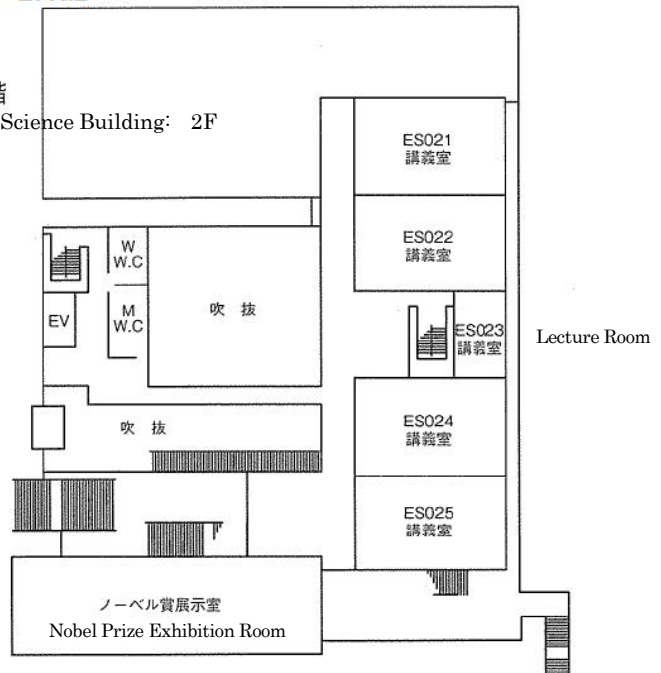 階
Science Building: 2F
ES021
講義室
ES022
講義室
W
W.C
M
W.C
EV
吹 抜
ES023
講義室
Lecture Room
吹 抜
ES024
講義室
ES025
講義室
ノーベル賞展示室
Nobel Prize Exhibition Room